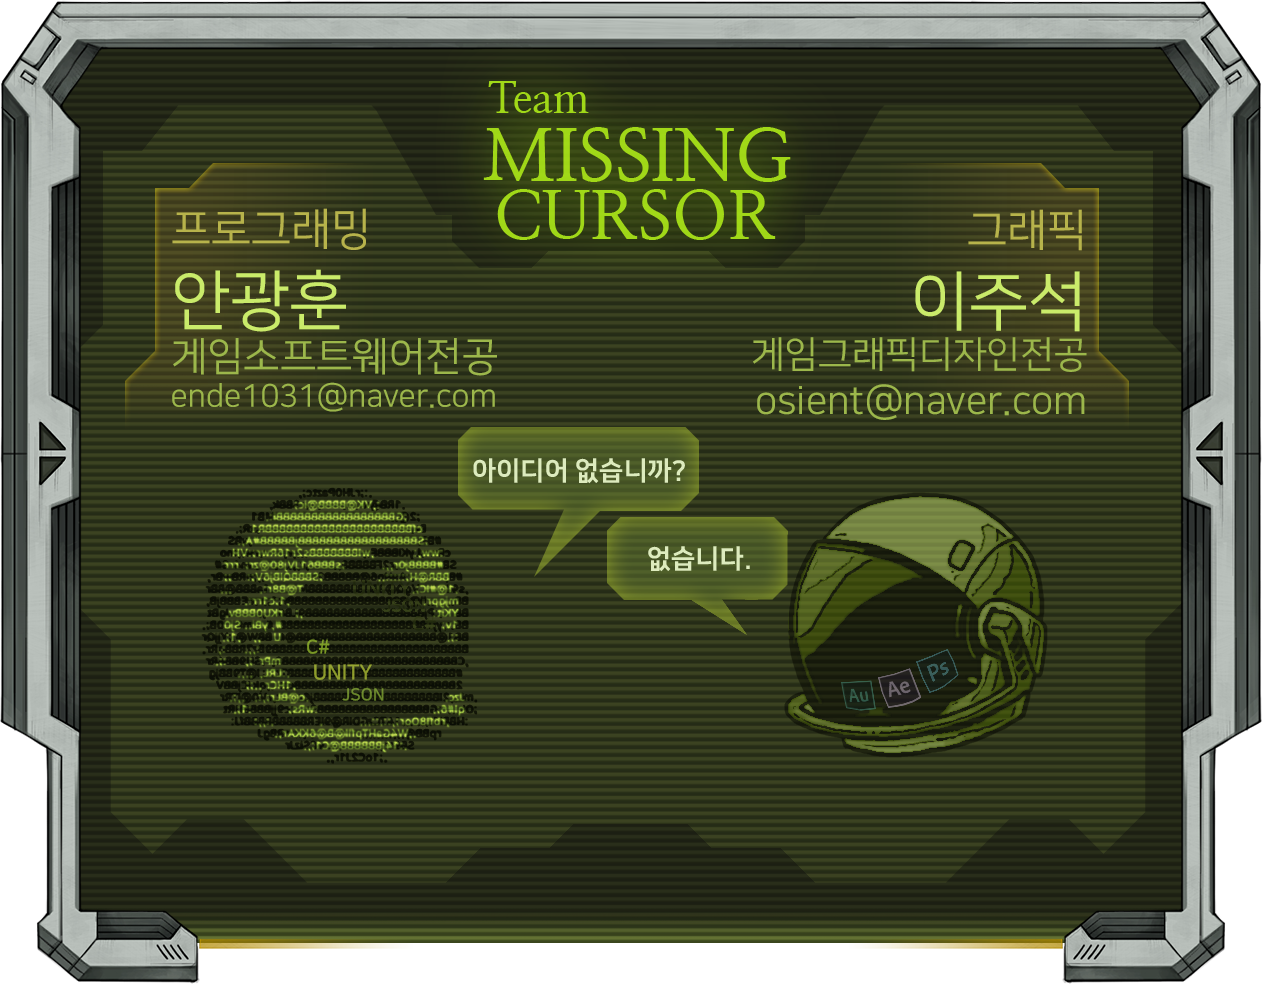 Team
MISSING
CURSOR
프로그래밍
안광훈
게임소프트웨어전공
ende1031@naver.com
그래픽
이주석
게임그래픽디자인전공
osient@naver.com
아이디어 없습니까?
없습니다.
C#
UNITY
JSON
Au
Ae
Ps